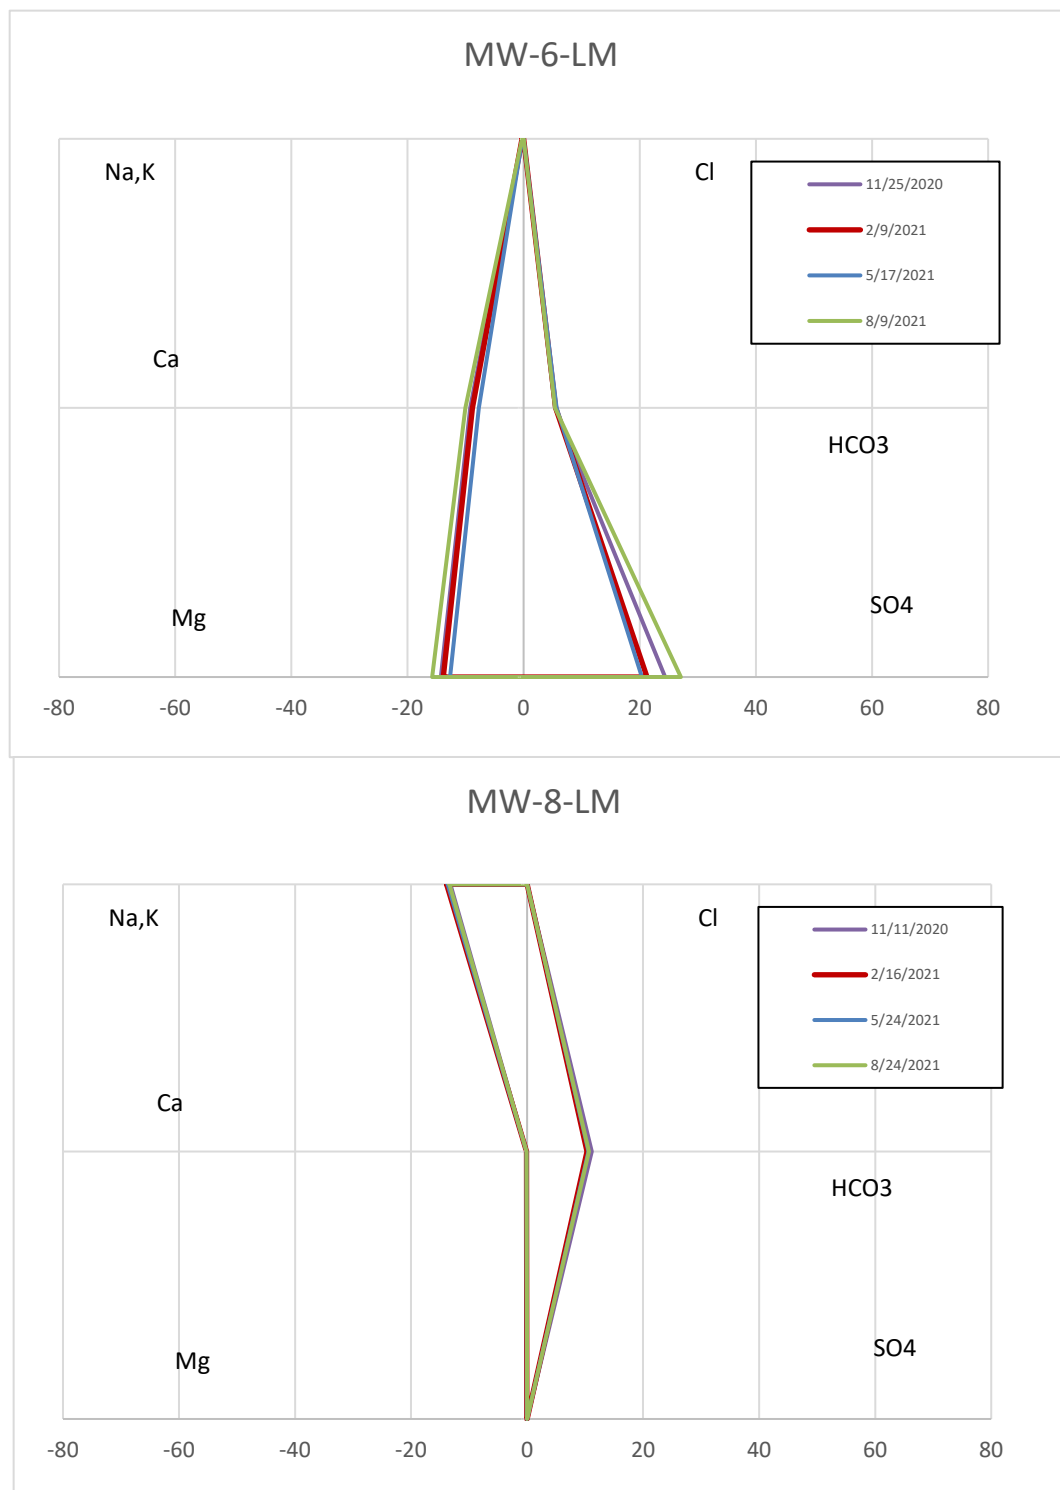 MW-6-LM
Na,K
Cl
11/25/2020
2/9/2021
5/17/2021
8/9/2021
Ca
HCO3
Mg
SO4
-80 -60 -40 -20 0 20 40 60 80
MW-8-LM
Na,K
Cl
11/11/2020
2/16/2021
5/24/2021
8/24/2021
Ca
HCO3
Mg
SO4
-80 -60 -40 -20 0 20 40 60 80